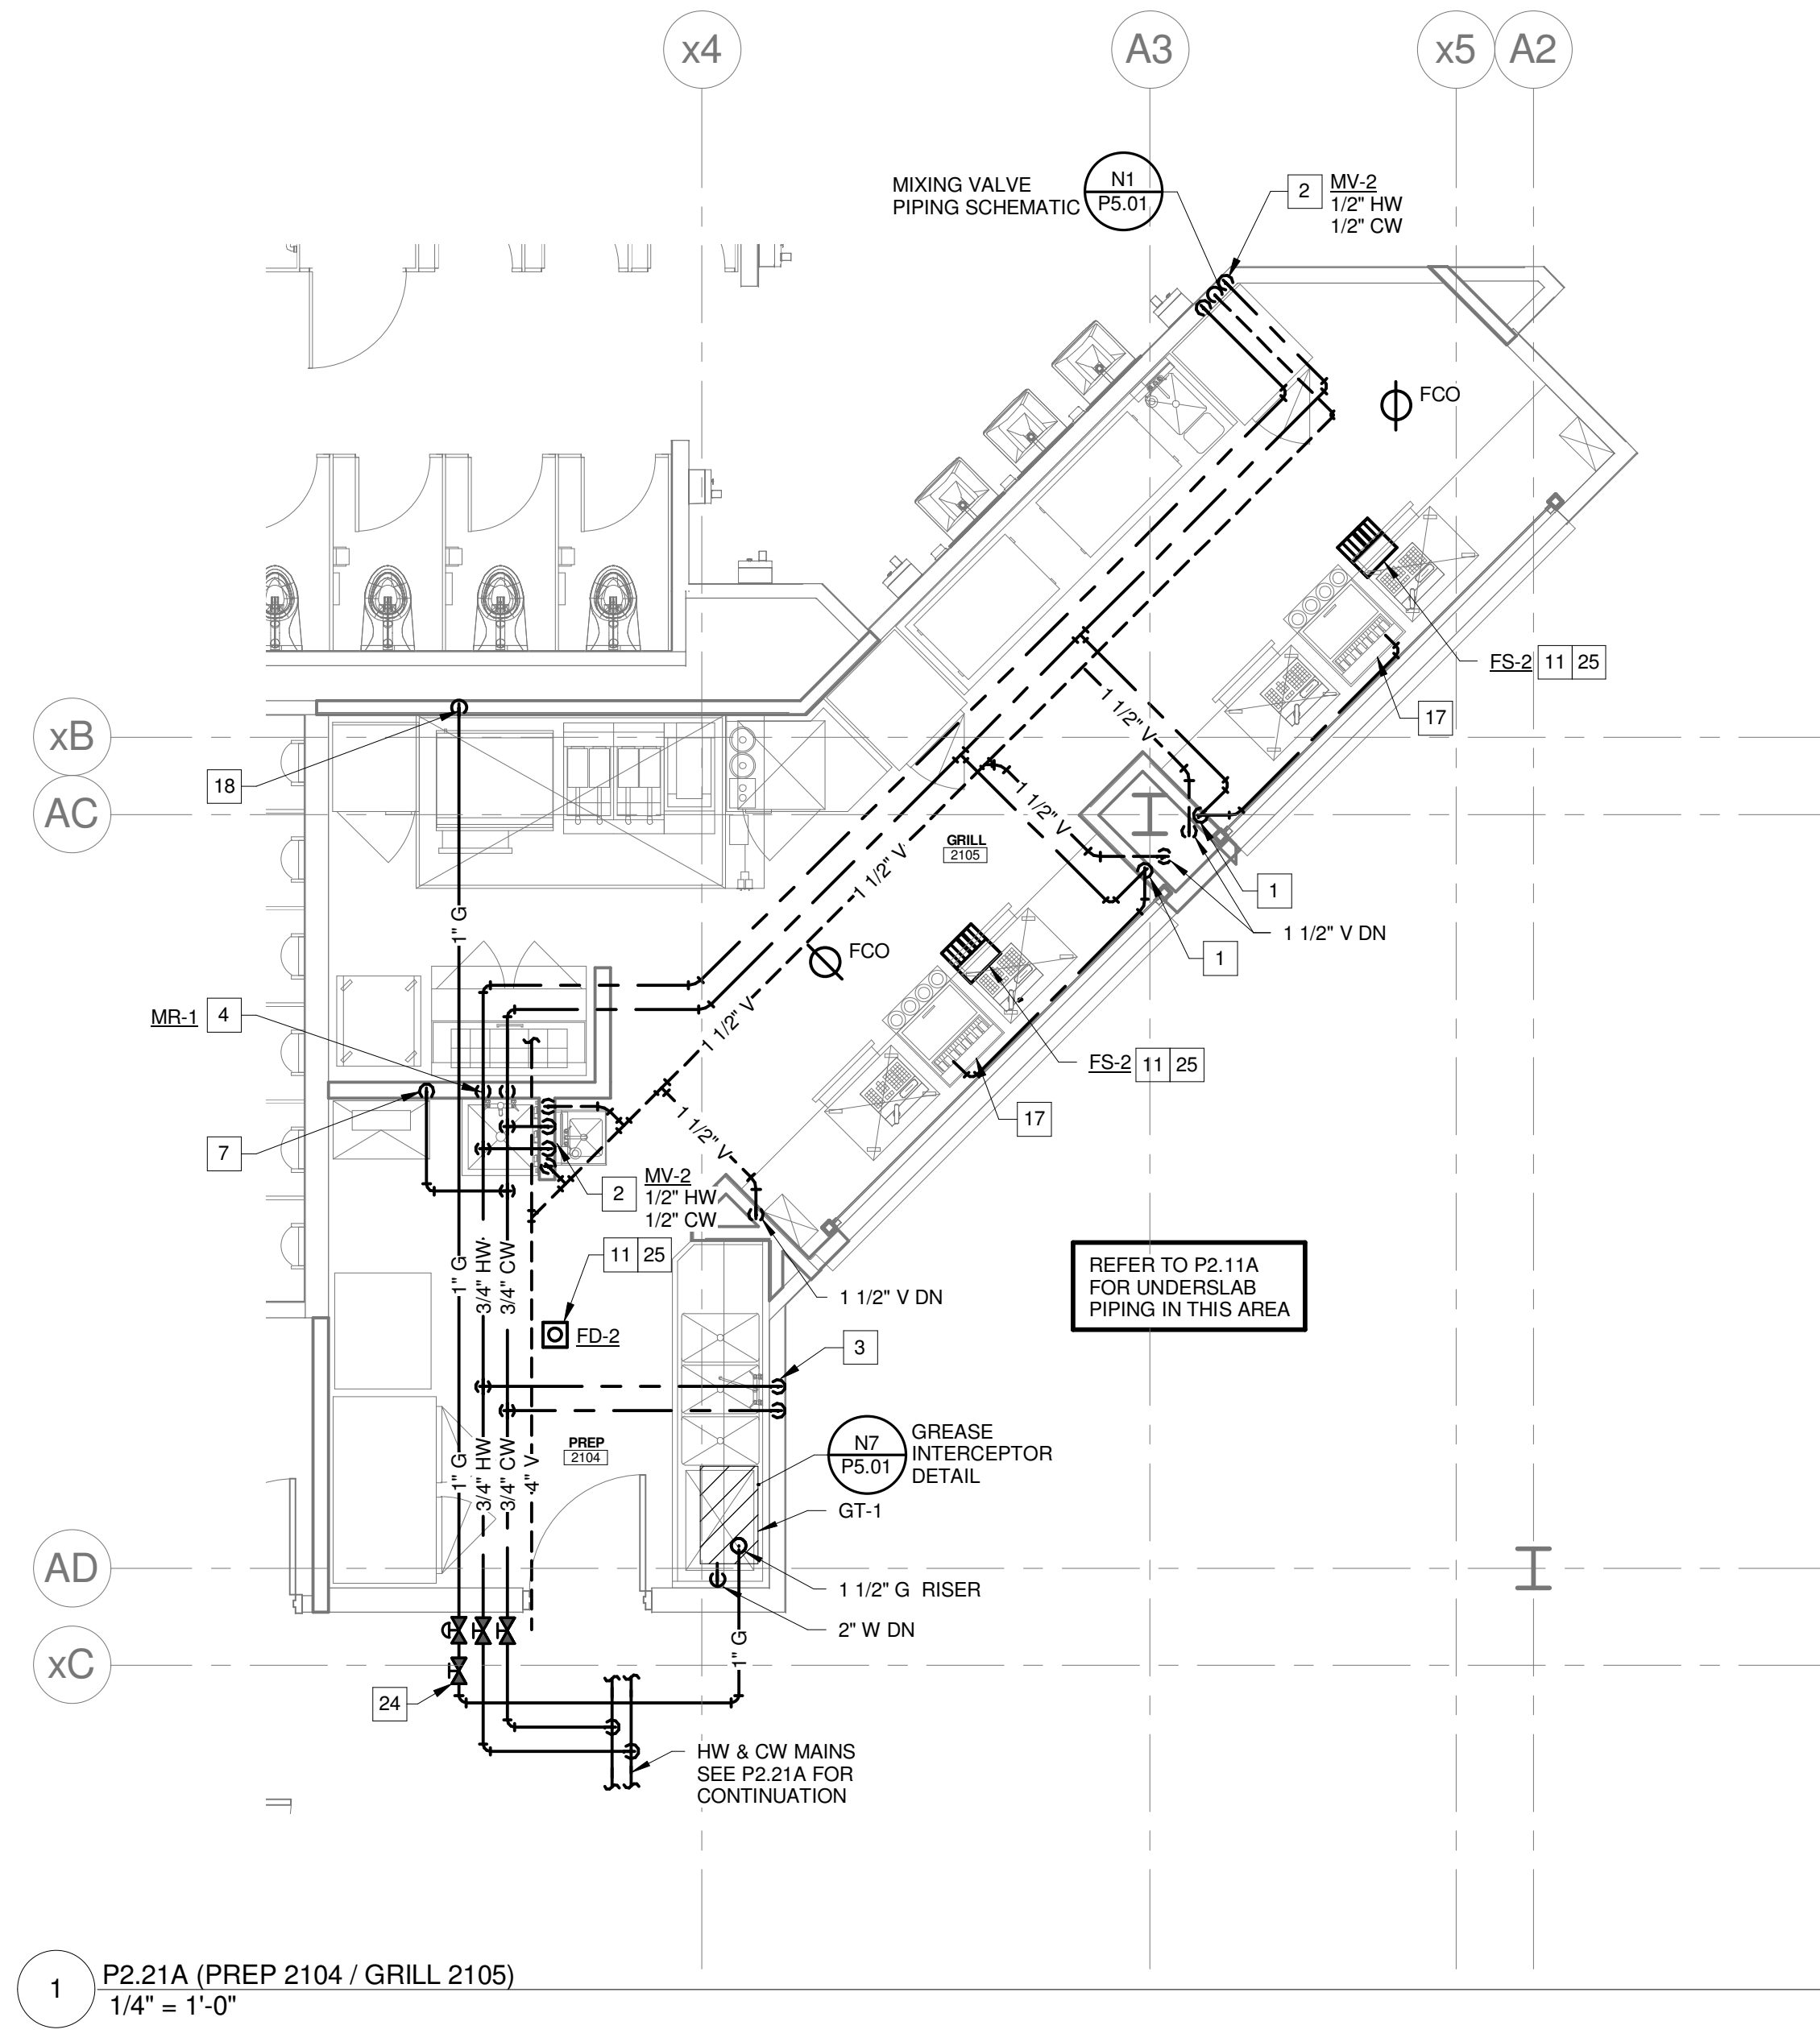 x4
A3
x5
A2
MIXING VALVE
PIPING SCHEMATIC
N1
P5.01
2
MV-2
1/2" HW
1/2" CW
FCO
FS-2 11 25
17
xB
18
AC
1 1/2" V
1 1/2" V
GRILL
2105
1 1/2" V
1
1" G
1 1/2" V DN
FCO
1
MR-1 4
1 1/2" V
FS-2 11 25
1 1/2" V
17
7
2
MV-2
1/2" HW
1/2" CW
11 25
1" G
3/4" HW
3/4" CW
1 1/2" V DN
REFER TO P2.11A
FOR UNDERSLAB
PIPING IN THIS AREA
FD-2
3
PREP
2104
N7
P5.01
GREASE
INTERCEPTOR
DETAIL
1" G
3/4" HW
3/4" CW
4" V
GT-1
AD
1 1/2" G RISER
2" W DN
1" G
xC
24
HW & CW MAINS
SEE P2.21A FOR
CONTINUATION
1
P2.21A (PREP 2104 / GRILL 2105)
1/4" = 1'-0"